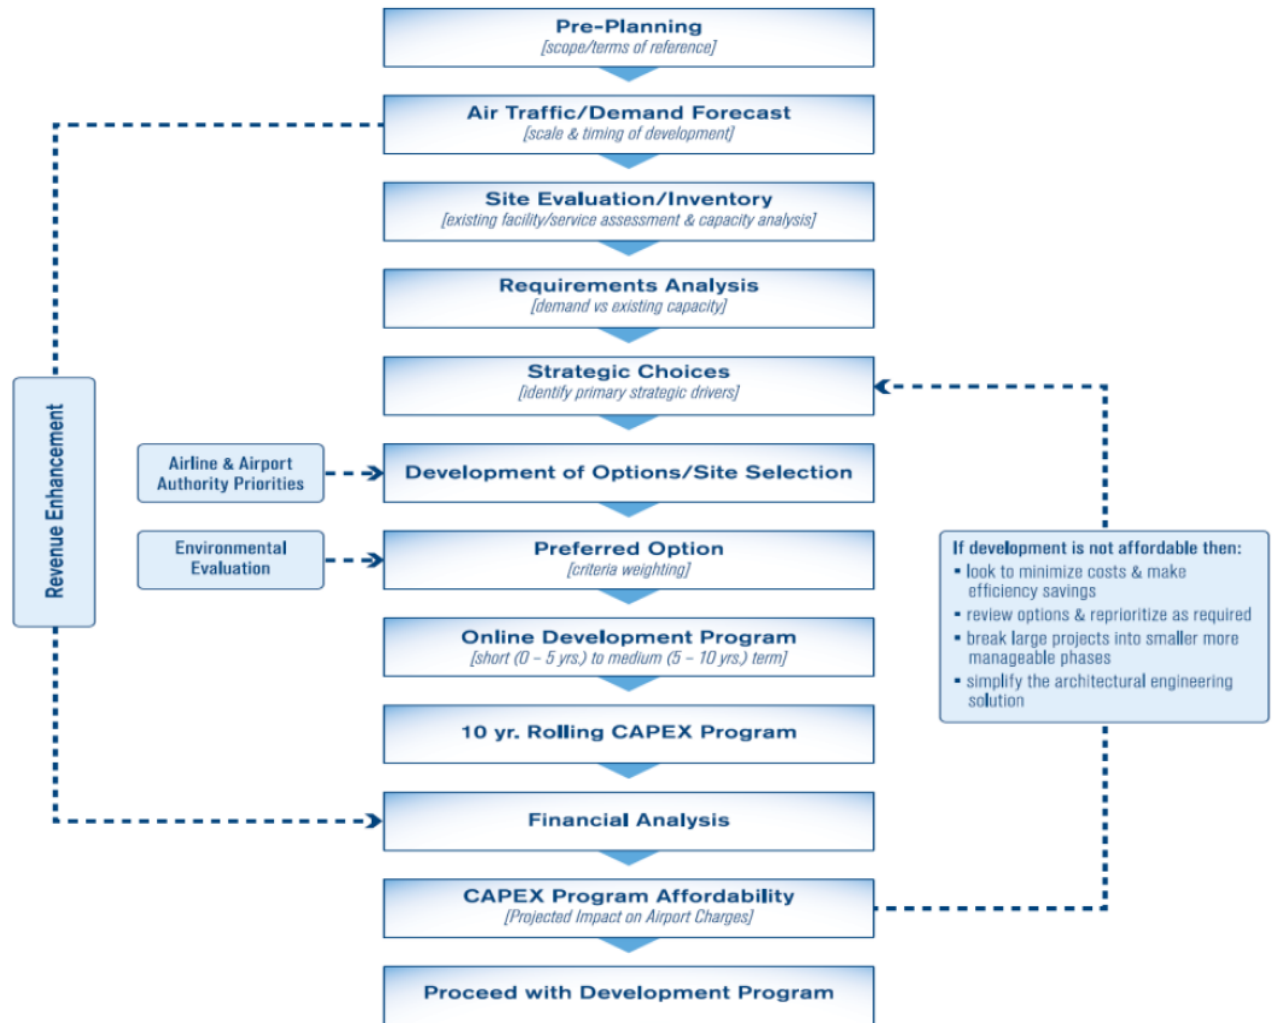 Pre-Planning
[scope/terms of reference]
Air Traffic/Demand Forecast
[scale & timing of development]
Site Evaluation/Inventory
[existing facility/service assessment & capacity analysis]
Requirements Analysis
[demand vs existing capacity]
Strategic Choices
[identify primary strategic drivers]
Revenue Enhancement
Airline & Airport
Authority Priorities
Development of Options/Site Selection
Environmental
Evaluation
Preferred Option
[criteria weighting]
If development is not affordable then:
▪ look to minimize costs & make
efficiency savings
▪ review options & reprioritize as required
▪ break large projects into smaller more
manageable phases
▪ simplify the architectural engineering
solution
Online Development Program
[short (0 – 5 yrs.) to medium (5 – 10 yrs.) term]
10 yr. Rolling CAPEX Program
Financial Analysis
CAPEX Program Affordability
[Projected Impact on Airport Charges]
Proceed with Development Program